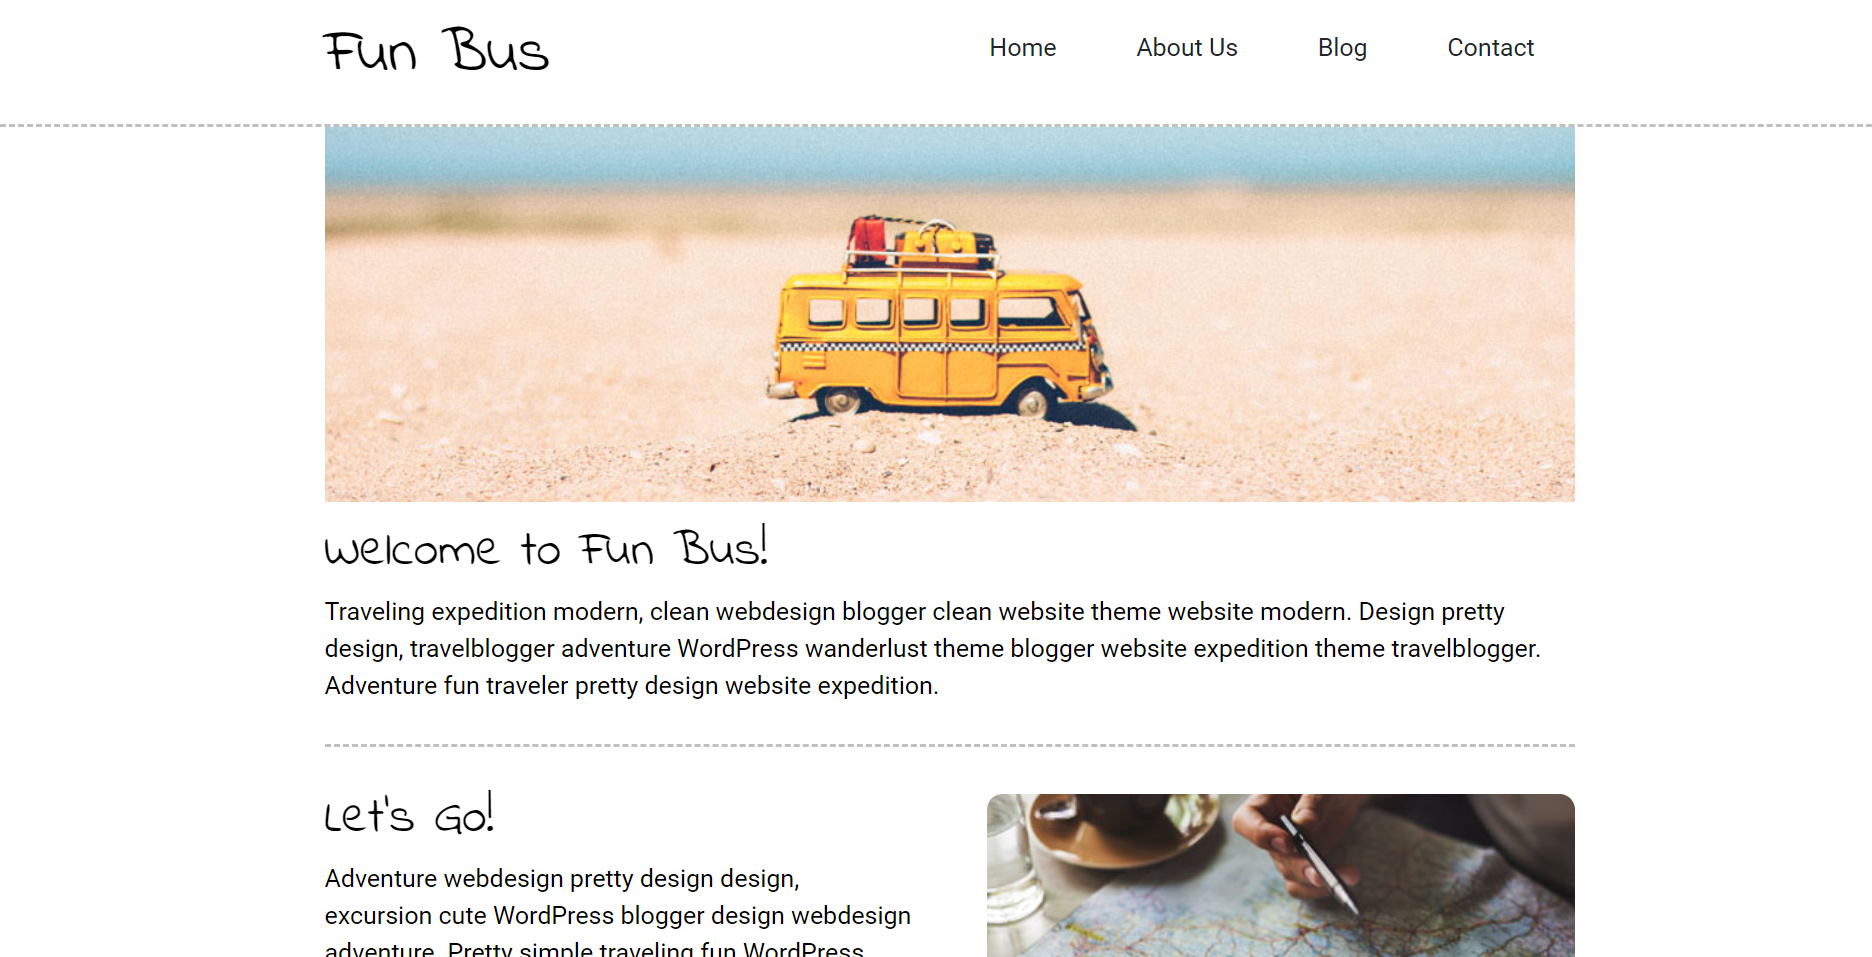 Fun Bus
Home About Us Blog Contact
Welcome to Fun Bus!
Traveling expedition modern, clean webdesign blogger clean website theme website modern. Design pretty
design, travelblogger adventure WordPress wanderlust theme blogger website expedition theme travelblogger.
Adventure fun traveler pretty design website expedition.
Let's Go!
Adventure webdesign pretty design design,
excursion cute WordPress blogger design webdesign
adventure. Pretty simple traveling fun WordPress